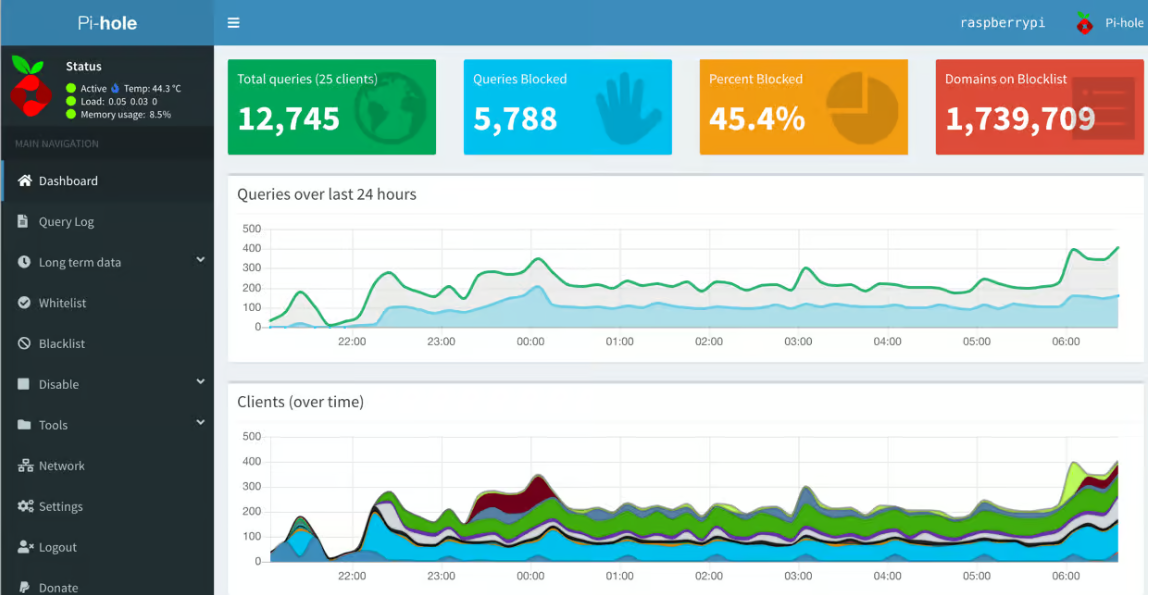 Pi-hole
raspberrypi
Pi-hole
Status
Active Temp: 44.3 °C
Load: 0.05 0.03 0
Memory usage: 8.5%
MAIN NAVIGATION
Dashboard
Query Log
Long term data
Whitelist
Blacklist
Disable
Tools
Network
Settings
Logout
Donate
Total queries (25 clients)
12,745
Queries Blocked
5,788
Percent Blocked
45.4%
Domains on Blocklist
1,739,709
Queries over last 24 hours
500
400
300
200
100
0
22:00 23:00 00:00 01:00 02:00 03:00 04:00 05:00 06:00
Clients (over time)
500
400
300
200
100
0
22:00 23:00 00:00 01:00 02:00 03:00 04:00 05:00 06:00